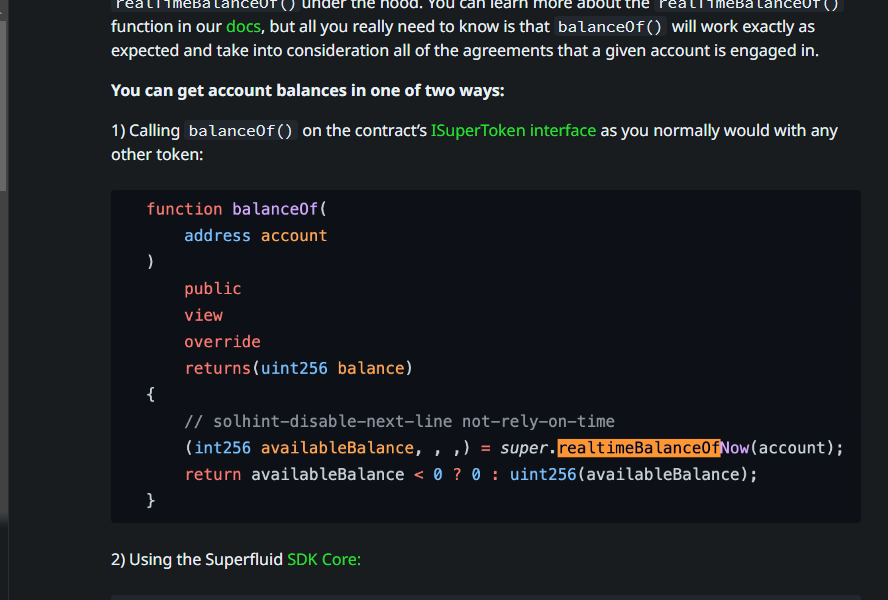 realtimeBalanceOf() under the hood. You can learn more about the realtimeBalanceOf()
function in our docs, but all you really need to know is that balanceOf() will work exactly as
expected and take into consideration all of the agreements that a given account is engaged in.
You can get account balances in one of two ways:
1) Calling balanceOf() on the contract’s ISuperToken interface as you normally would with any
other token:
function balanceOf(
address account
)
public
view
override
returns(uint256 balance)
{
// solhint-disable-next-line not-rely-on-time
(int256 availableBalance, , ,) = super.realtimeBalanceOfNow(account);
return availableBalance < 0 ? 0 : uint256(availableBalance);
}
2) Using the Superfluid SDK Core: